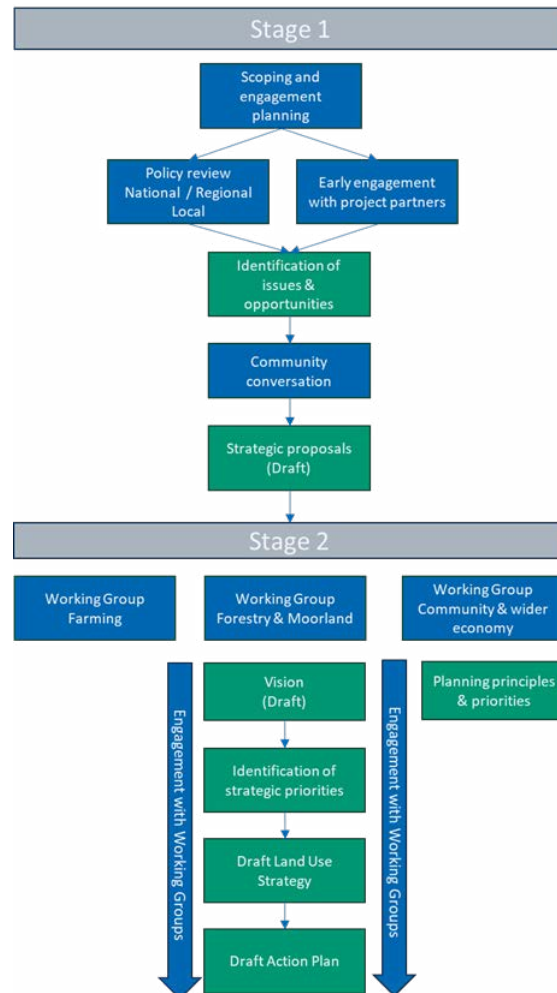 Stage 1
Scoping and
engagement
planning
Policy review
National / Regional
Local
Early engagement
with project partners
Identification of
issues &
opportunities
Community
conversation
Strategic proposals
(Draft)
Stage 2
Working Group
Farming
Working Group
Forestry & Moorland
Working Group
Community & wider
economy
Engagement with Working Groups
Vision
(Draft)
Identification of
strategic priorities
Draft Land Use
Strategy
Draft Action Plan
Engagement with Working Groups
Planning principles
& priorities